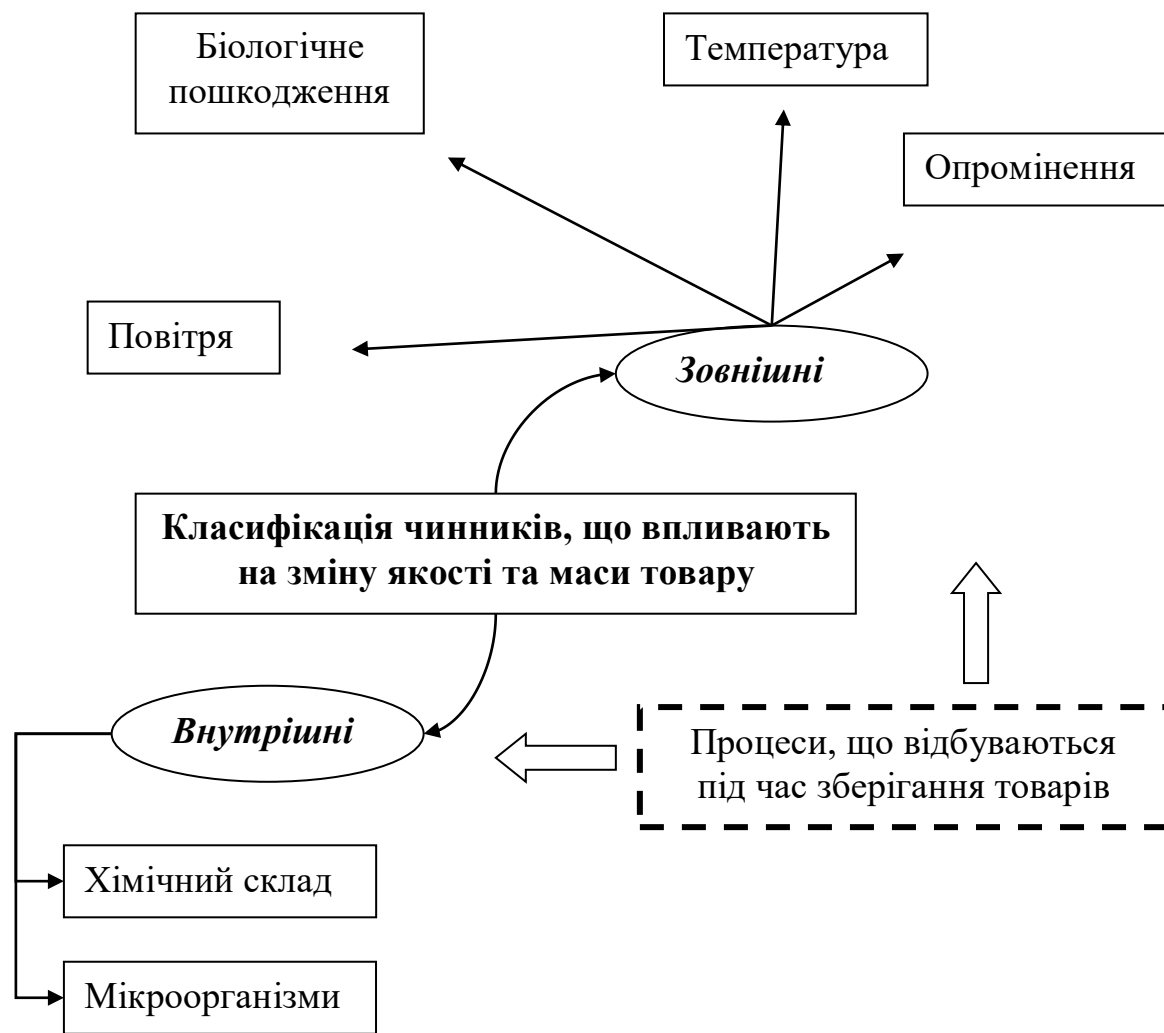 Біологічне
пошкодження
Температура
Опромінення
Повітря
Зовнішні
Класифікація чинників, що впливають
на зміну якості та маси товару
Внутрішні
Процеси, що відбуваються
під час зберігання товарів
Хімічний склад
Мікроорганізми